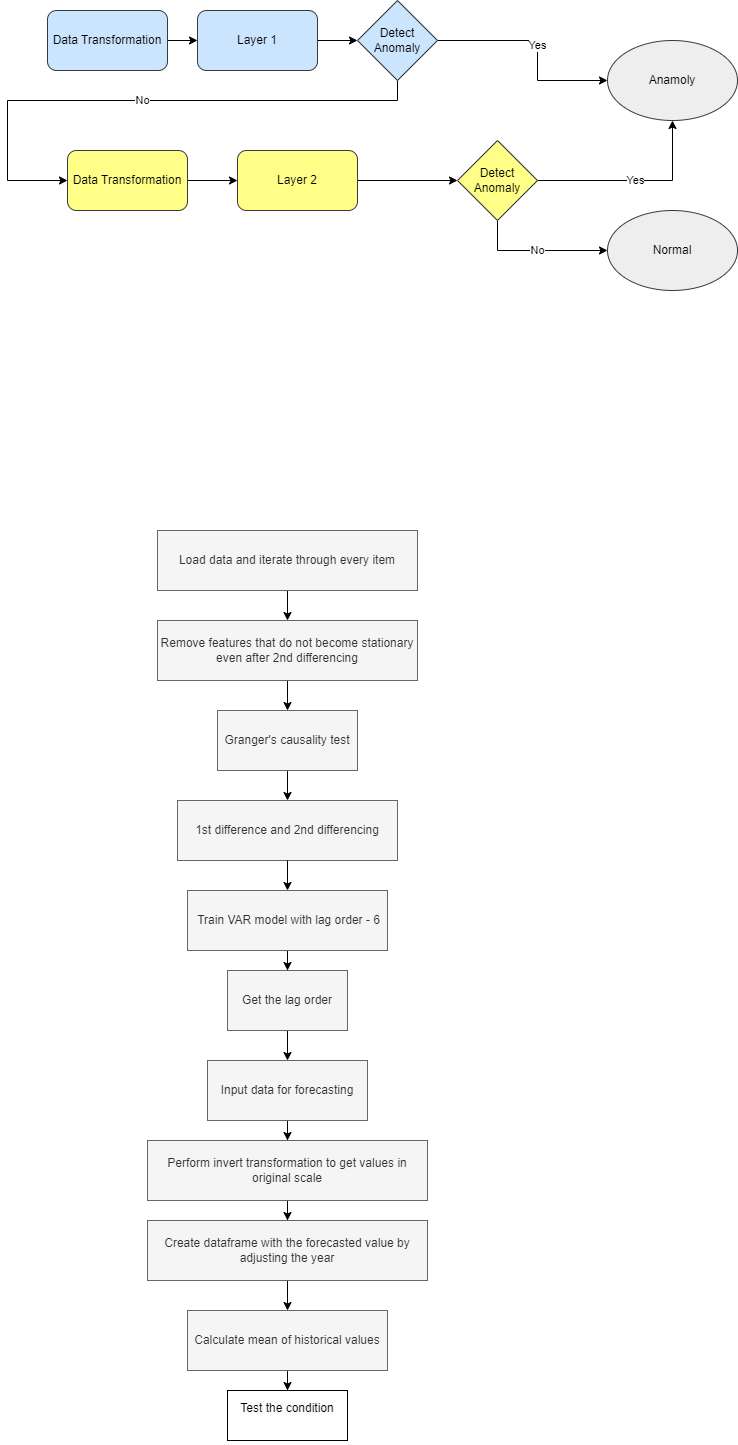 Data Transformation
Layer 1
Detect
Anomaly
Yes
Anamoly
No
Data Transformation
Layer 2
Detect
Anomaly
Yes
No
Normal
Load data and iterate through every item
Remove features that do not become stationary
even after 2nd differencing
Granger's causality test
1st difference and 2nd differencing
Train VAR model with lag order - 6
Get the lag order
Input data for forecasting
Perform invert transformation to get values in
original scale
Create dataframe with the forecasted value by
adjusting the year
Calculate mean of historical values
Test the condition